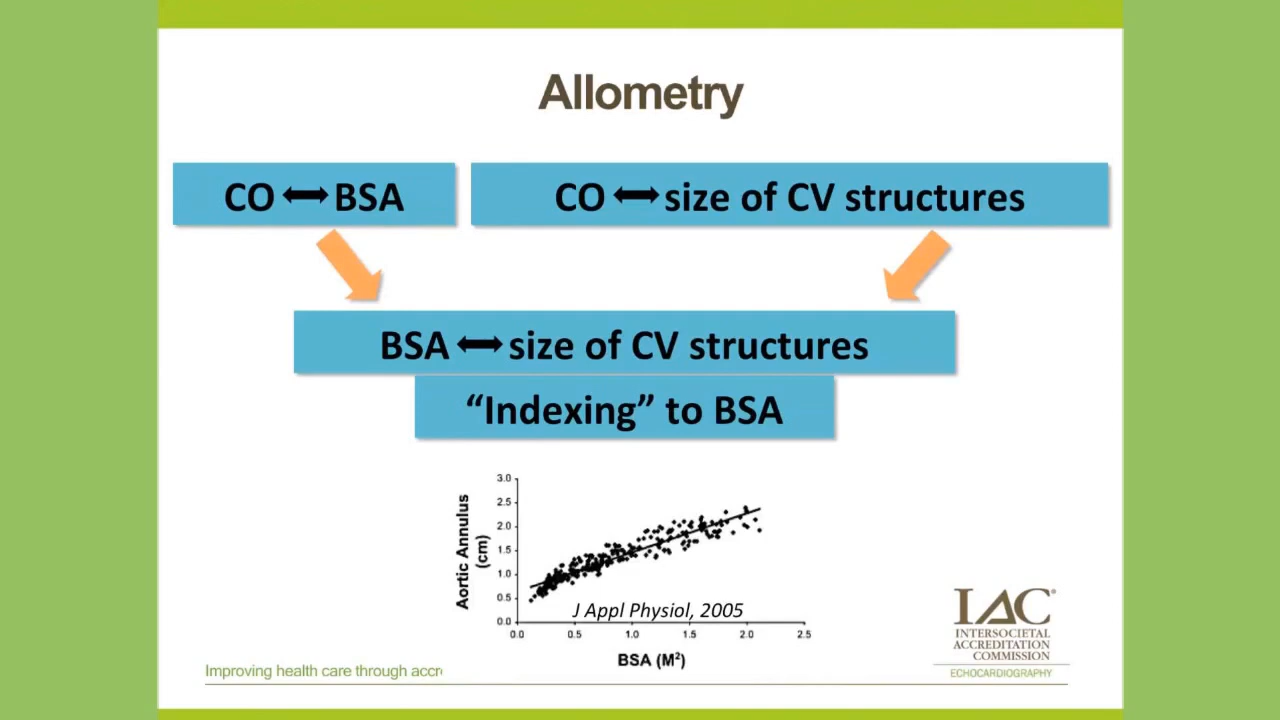 Allometry
CO ⟷ BSA
CO ⟷ size of CV structures
BSA ⟷ size of CV structures
“Indexing” to BSA
3.0
2.5
2.0
1.5
1.0
0.5
0.0
Aortic Annulus
(cm)
J Appl Physiol, 2005
0.0 0.5 1.0 1.5 2.0 2.5
BSA (M²)
IAC®
INTERSOCIETAL
ACCREDITATION
COMMISSION
ECHOCARDIOGRAPHY
Improving health care through accr